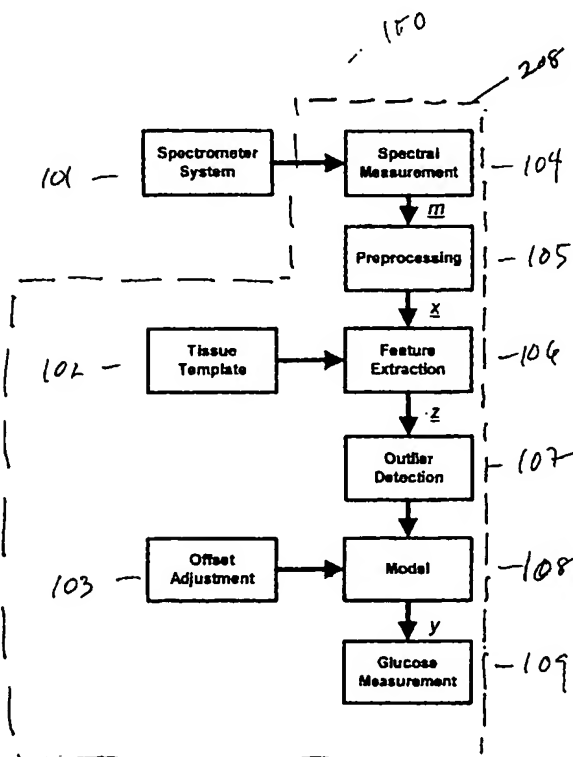 150
208
Spectrometer System
Spectral Measurement
101
104
m
Preprocessing
105
x
Tissue Template
Feature Extraction
102
106
z
Outlier Detection
107
Offset Adjustment
Model
103
108
y
Glucose Measurement
109